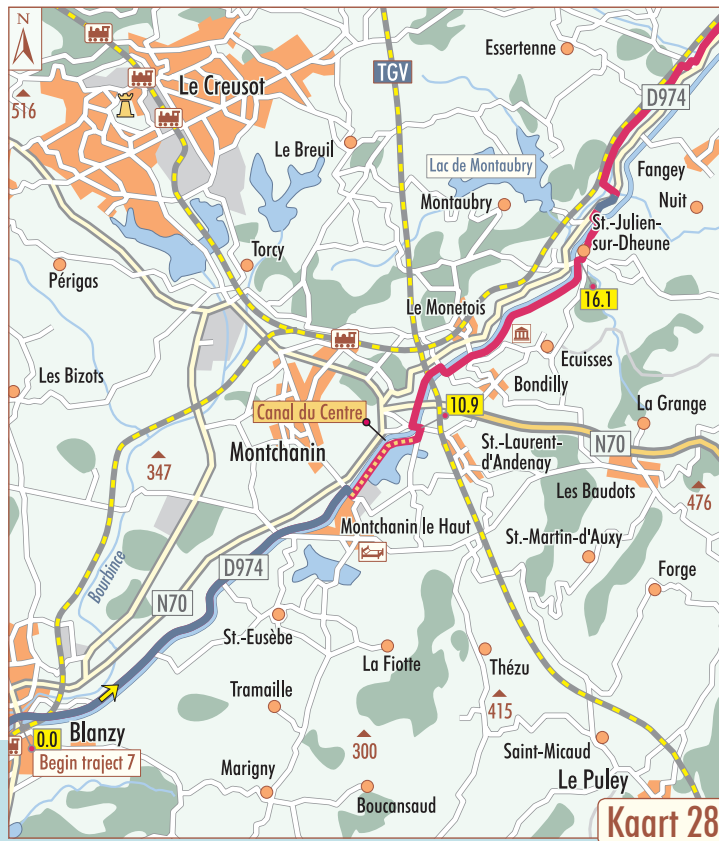 N
Essertenne
TGV
Le Creusot
D974
516
Le Breuil
Lac de Montaubry
Fangey
Montaubry
Nuit
St.-Julien-
sur-Dheune
Torcy
Périgas
16.1
Le Monetois
Ecuisses
Les Bizots
Bondilly
10.9
La Grange
Canal du Centre
Montchanin
N70
St.-Laurent-
d'Andenay
347
Les Baudots
476
Montchanin le Haut
St.-Martin-d'Auxy
Bourbince
D974
Forge
N70
St.-Eusèbe
La Fiotte
Thézu
Tramaille
415
0.0
Blanzy
300
Saint-Micaud
Begin traject 7
Marigny
Le Puley
Boucansaud
Kaart 28